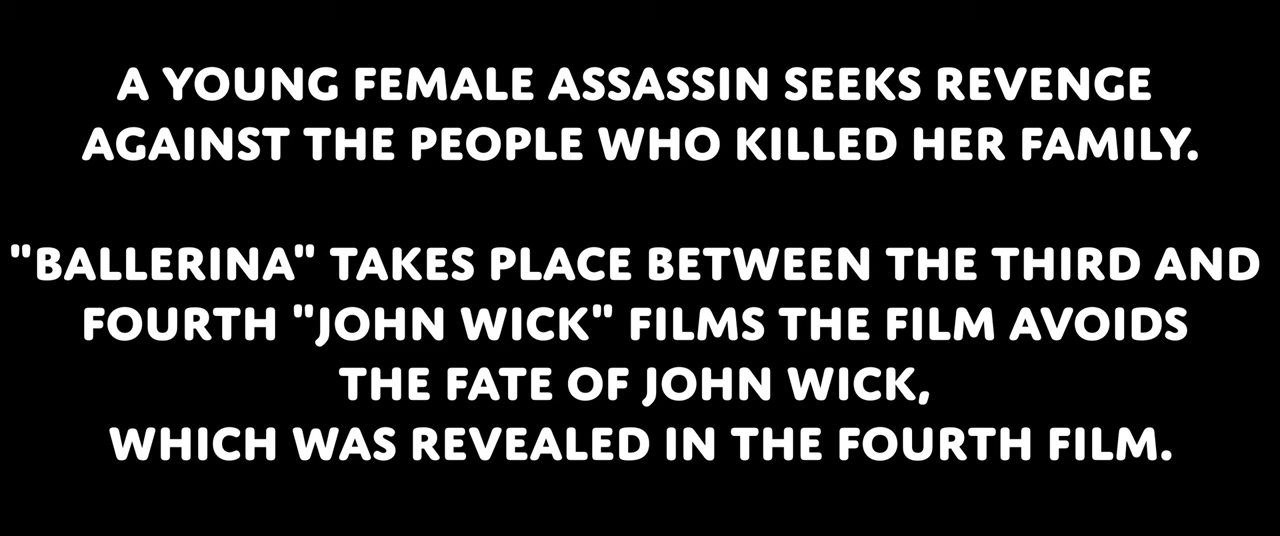 A YOUNG FEMALE ASSASSIN SEEKS REVENGE
AGAINST THE PEOPLE WHO KILLED HER FAMILY.
"BALLERINA" TAKES PLACE BETWEEN THE THIRD AND
FOURTH "JOHN WICK" FILMS THE FILM AVOIDS
THE FATE OF JOHN WICK,
WHICH WAS REVEALED IN THE FOURTH FILM.